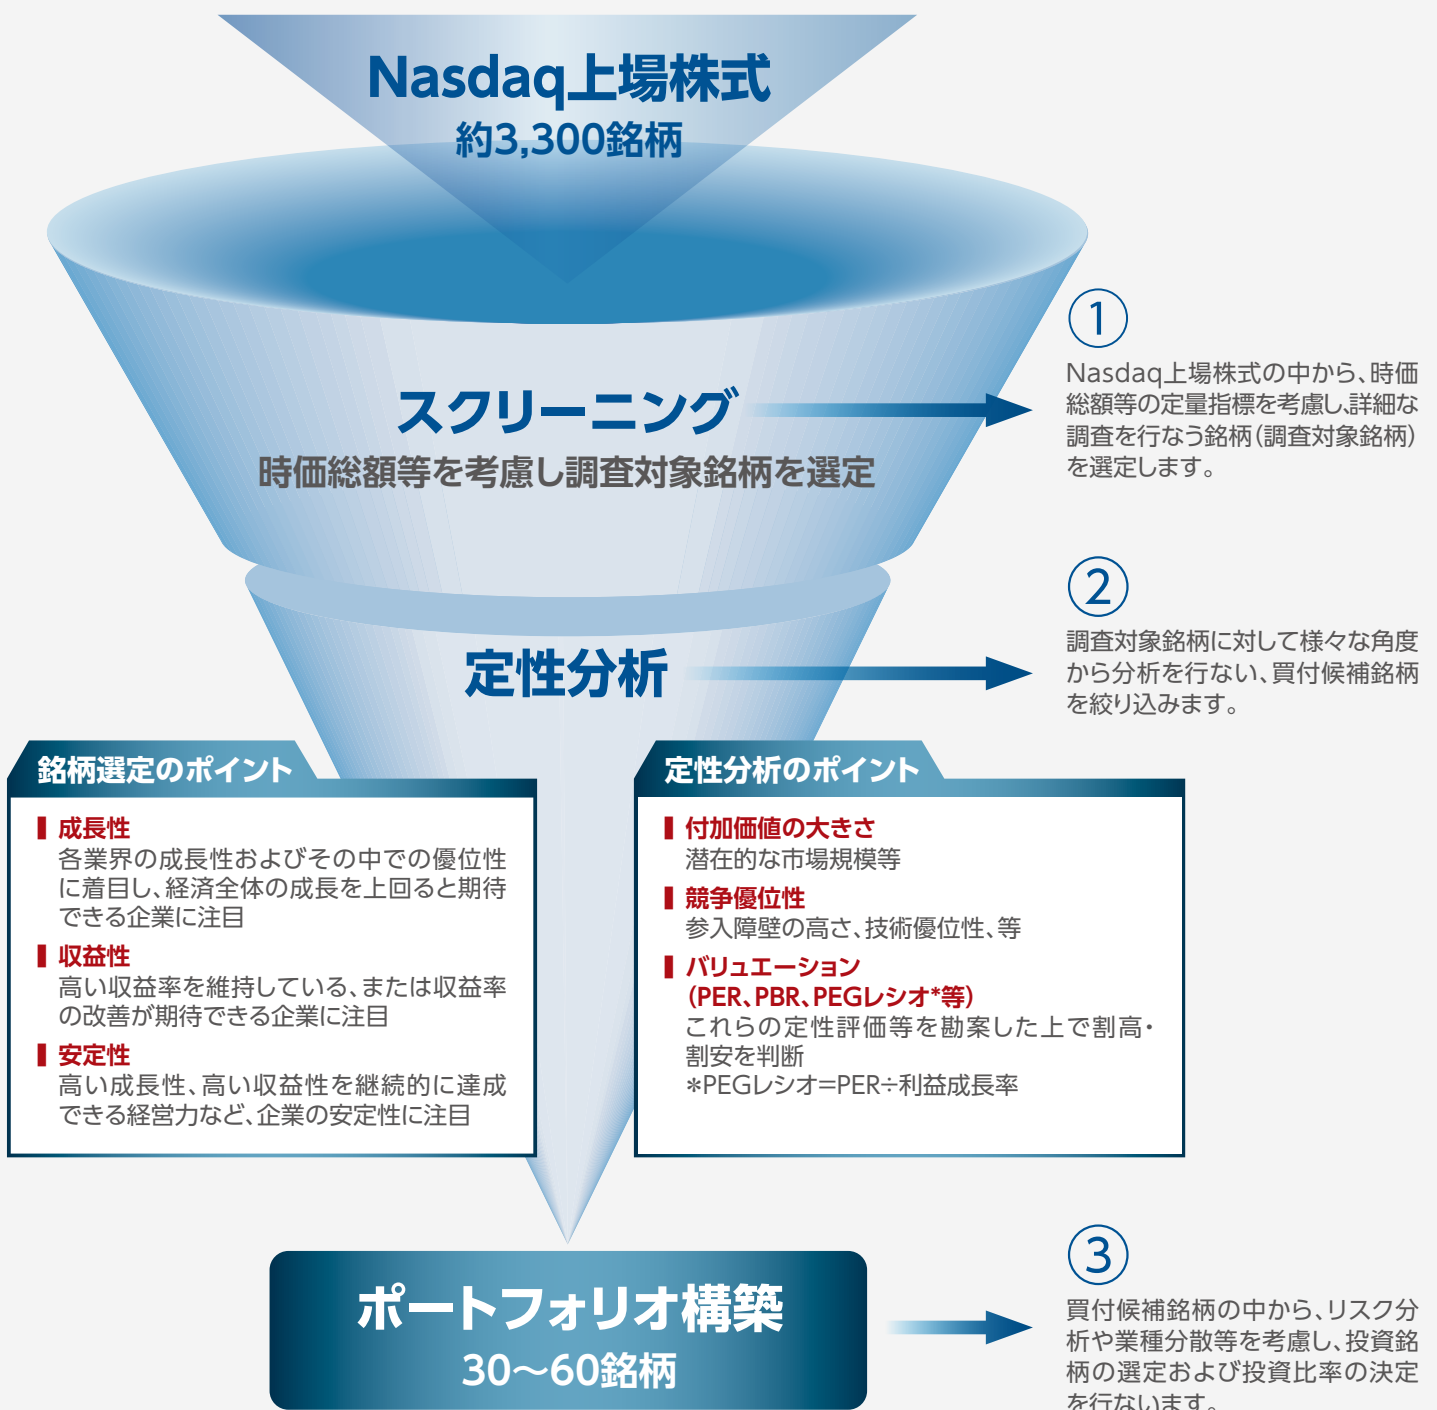 Nasdaq上場株式
約3,300銘柄
スクリーニング
時価総額等を考慮し調査対象銘柄を選定
①
Nasdaq上場株式の中から、時価
総額等の定量指標を考慮し、詳細な
調査を行なう銘柄（調査対象銘柄）
を選定します。
定性分析
②
調査対象銘柄に対して様々な角度
から分析を行ない、買付候補銘柄
を絞り込みます。
銘柄選定のポイント
成長性
各業界の成長性およびその中での優位性
に着目し、経済全体の成長を上回ると期待
できる企業に注目
収益性
高い収益率を維持している、または収益率
の改善が期待できる企業に注目
安定性
高い成長性、高い収益性を継続的に達成
できる経営力など、企業の安定性に注目
定性分析のポイント
付加価値の大きさ
潜在的な市場規模等
競争優位性
参入障壁の高さ、技術優位性、等
バリュエーション
（PER、PBR、PEGレシオ*等）
これらの定性評価等を勘案した上で割高・
割安を判断
＊PEGレシオ＝PER÷利益成長率
ポートフォリオ構築
30～60銘柄
③
買付候補銘柄の中から、リスク分
析や業種分散等を考慮し、投資銘
柄の選定および投資比率の決定
を行ないます。